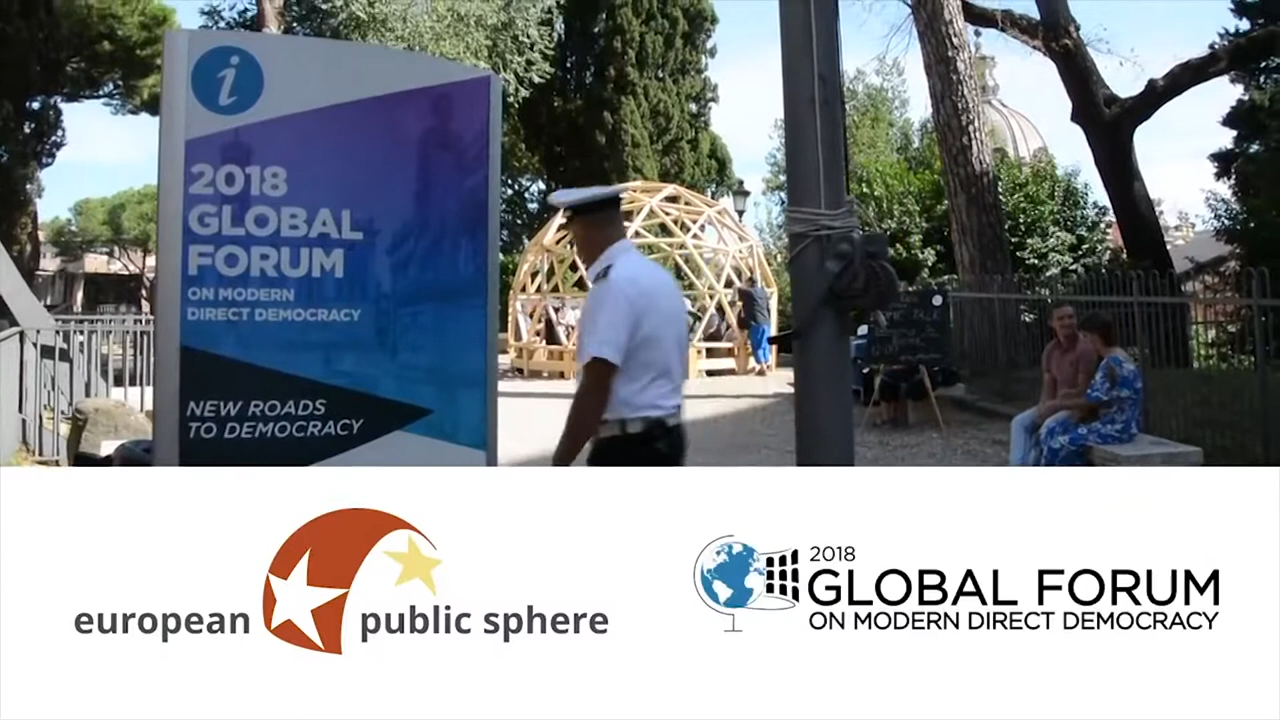 i
2018
GLOBAL
FORUM
ON MODERN
DIRECT DEMOCRACY
NEW ROADS
TO DEMOCRACY
european public sphere
2018
GLOBAL FORUM
ON MODERN DIRECT DEMOCRACY